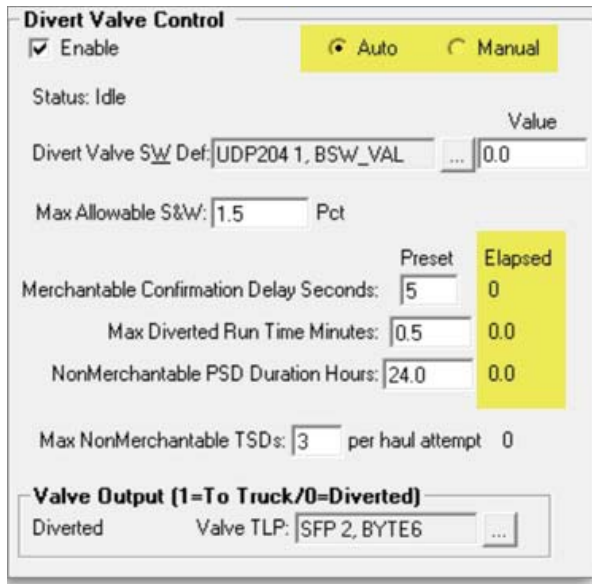 Divert Valve Control
Enable Auto Manual
Status: Idle
Value
Divert Valve SW Def: UDP204 1, BSW_VAL ... 0.0
Max Allowable S&W: 1.5 Pct
Preset Elapsed
Merchantable Confirmation Delay Seconds: 5 0
Max Diverted Run Time Minutes: 0.5 0.0
NonMerchantable PSD Duration Hours: 24.0 0.0
Max NonMerchantable TSDs: 3 per haul attempt 0
Valve Output (1=To Truck/0=Diverted)
Diverted Valve TLP: SFP 2, BYTE6 ...